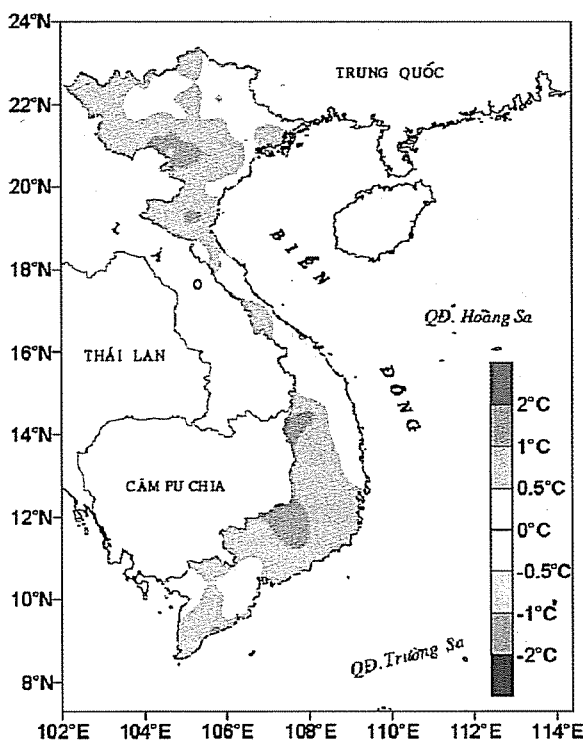 24°N
22°N
20°N
18°N
16°N
14°N
12°N
10°N
8°N
102°E 104°E 106°E 108°E 110°E 112°E 114°E
TRUNG QUỐC
BIỂN
QĐ. Hoàng Sa
THÁI LAN
ĐÔNG
CĂM PU CHIA
QĐ. Trường Sa
2°C
1°C
0.5°C
0°C
-0.5°C
-1°C
-2°C